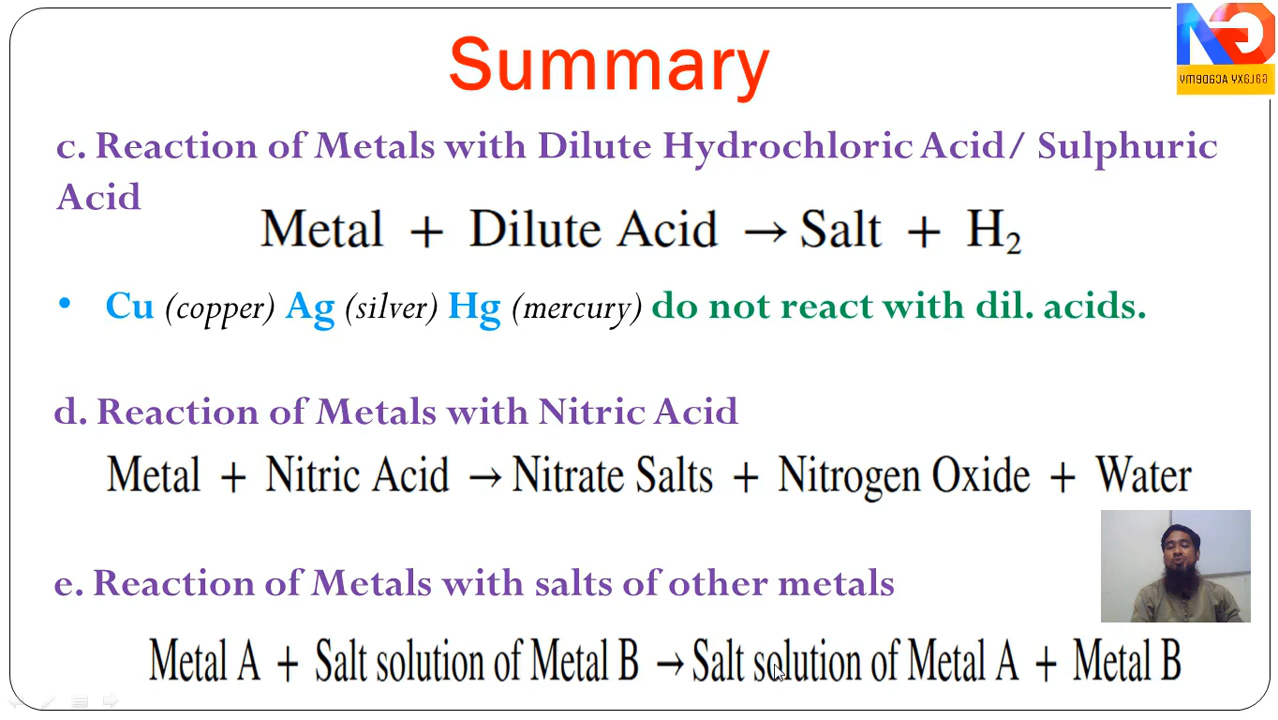 Summary
c. Reaction of Metals with Dilute Hydrochloric Acid/ Sulphuric
Acid
Metal + Dilute Acid → Salt + H₂
• Cu (copper) Ag (silver) Hg (mercury) do not react with dil. acids.
d. Reaction of Metals with Nitric Acid
Metal + Nitric Acid → Nitrate Salts + Nitrogen Oxide + Water
e. Reaction of Metals with salts of other metals
Metal A + Salt solution of Metal B → Salt solution of Metal A + Metal B